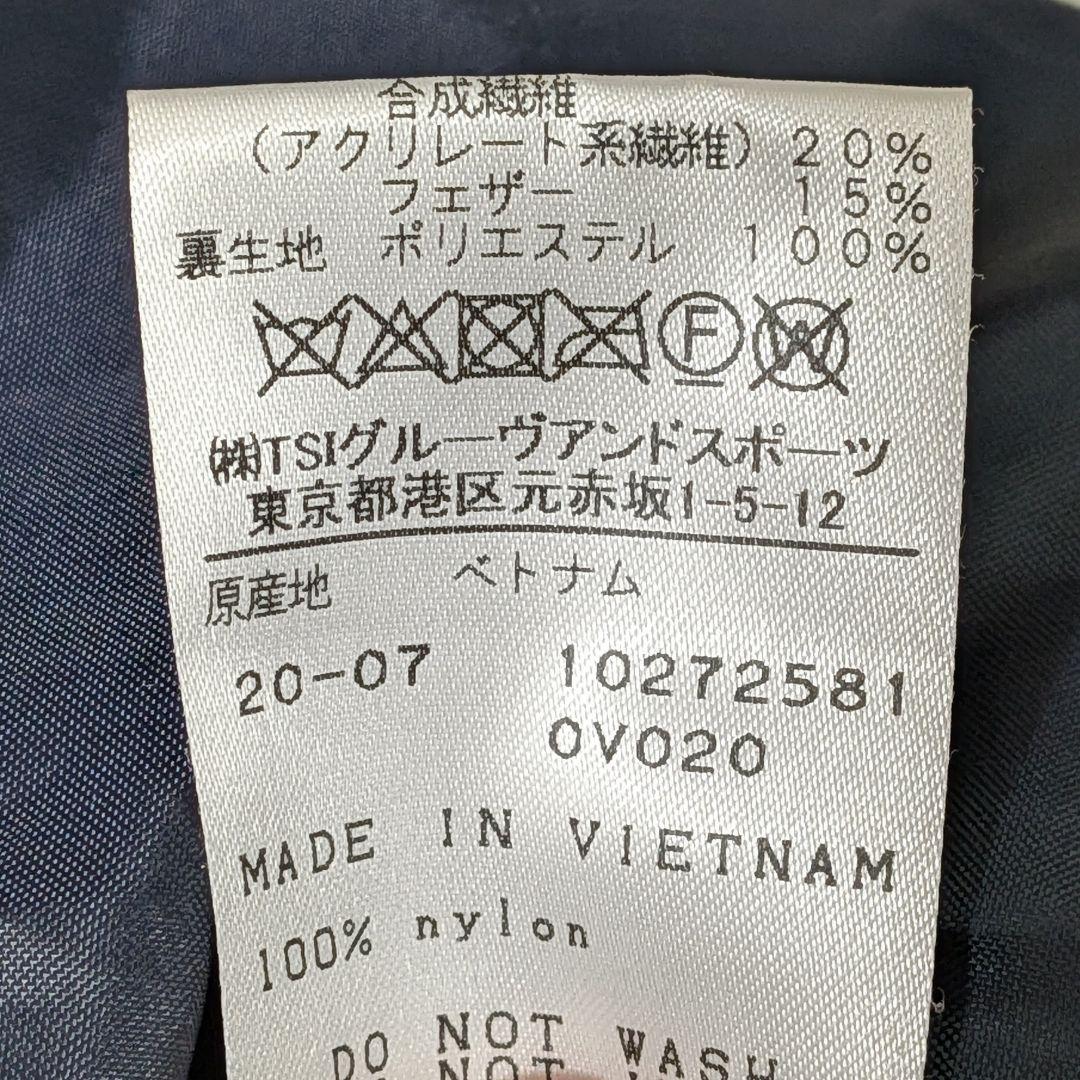 合成繊維
(アクリレート系繊維) 20%
フェザー 15%
裏生地 ポリエステル 100%
F
W
㈱TSIグルーヴアンドスポーツ
東京都港区元赤坂1-5-12
原産地 ベトナム
20-07 10272581
0V020
MADE IN VIETNAM
100% nylon
DO NOT WASH
NOT